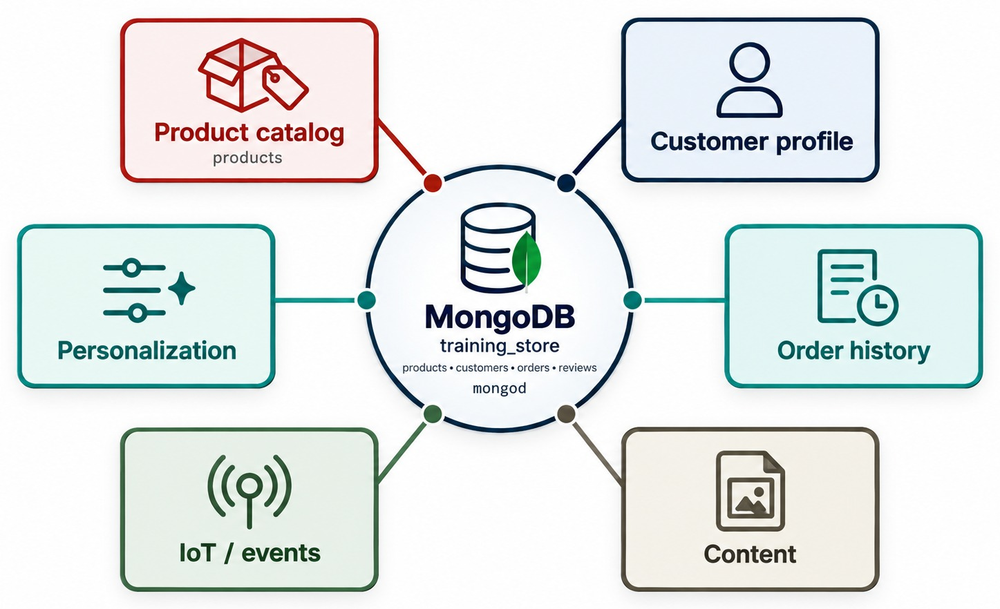 Product catalog
products
Customer profile
Personalization
MongoDB
training_store
products • customers • orders • reviews
mongod
Order history
IoT / events
Content